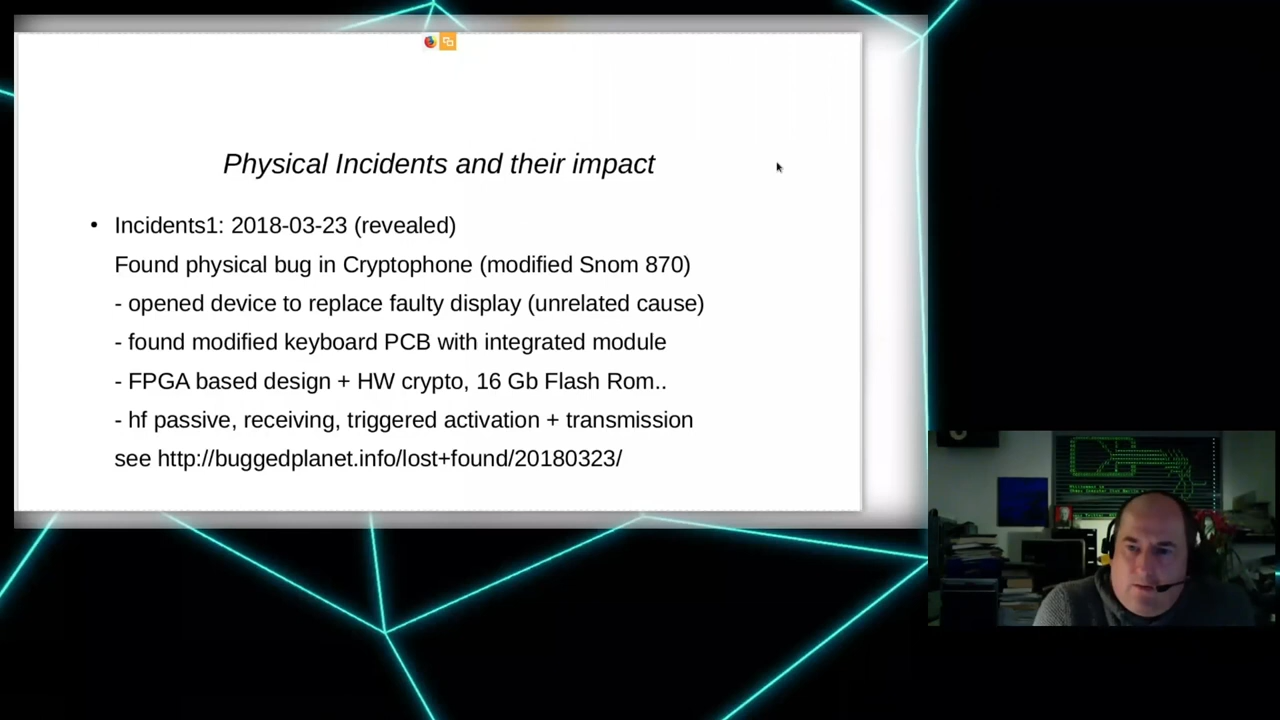 Physical Incidents and their impact
• Incidents1: 2018-03-23 (revealed)
Found physical bug in Cryptophone (modified Snom 870)
- opened device to replace faulty display (unrelated cause)
- found modified keyboard PCB with integrated module
- FPGA based design + HW crypto, 16 Gb Flash Rom..
- hf passive, receiving, triggered activation + transmission
see http://buggedplanet.info/lost+found/20180323/